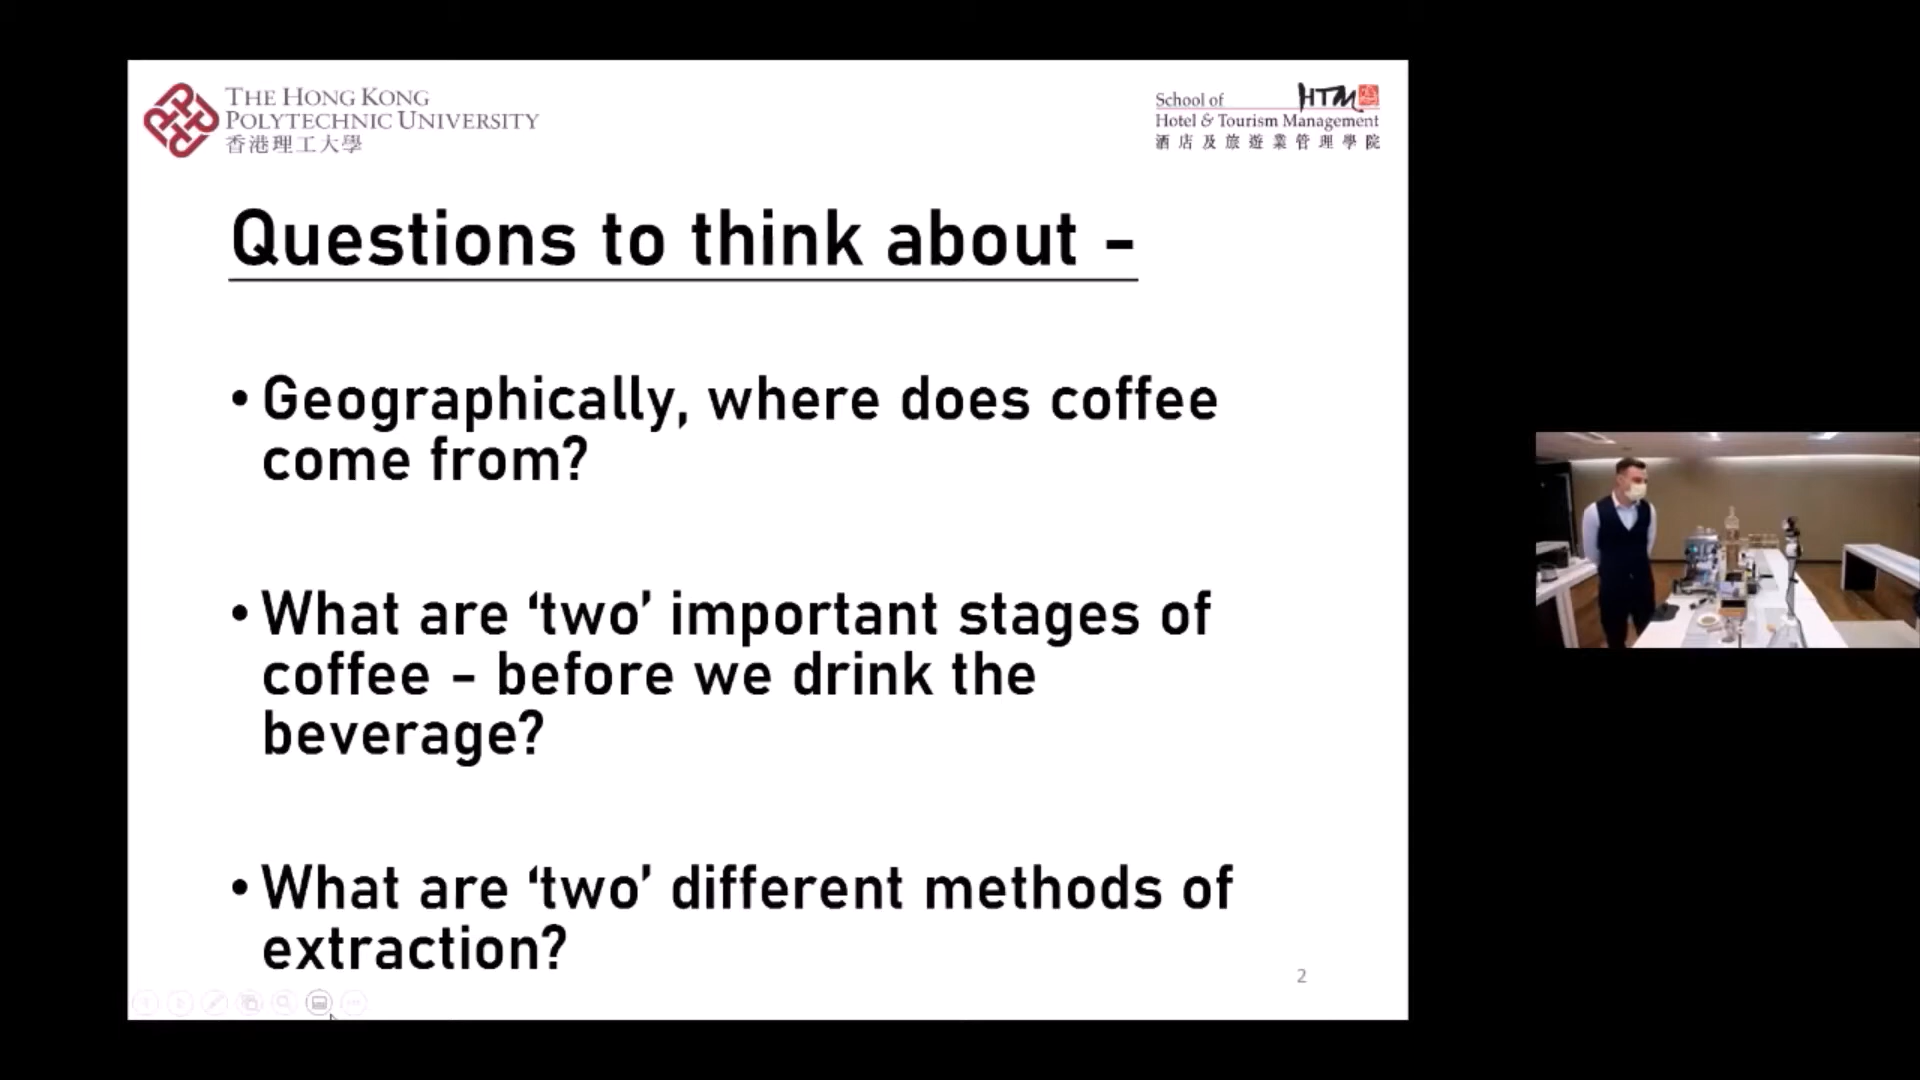 THE HONG KONG
POLYTECHNIC UNIVERSITY
香港理工大學
School of HTM
Hotel & Tourism Management
酒店及旅遊業管理學院
Questions to think about -
• Geographically, where does coffee
come from?
• What are ‘two’ important stages of
coffee - before we drink the
beverage?
• What are ‘two’ different methods of
extraction?
2